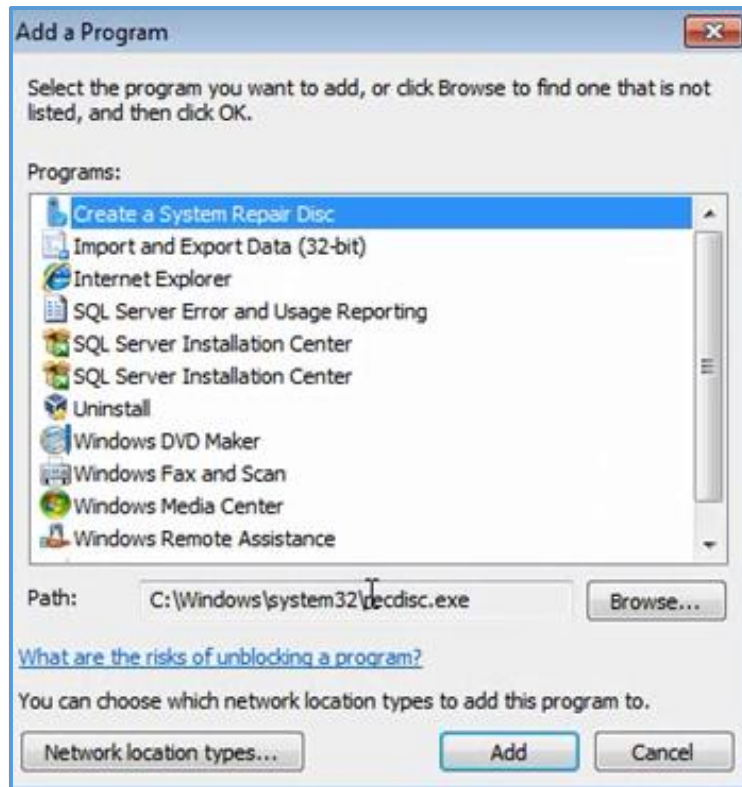 Add a Program
Select the program you want to add, or click Browse to find one that is not
listed, and then click OK.
Programs:
Create a System Repair Disc
Import and Export Data (32-bit)
Internet Explorer
SQL Server Error and Usage Reporting
SQL Server Installation Center
SQL Server Installation Center
Uninstall
Windows DVD Maker
Windows Fax and Scan
Windows Media Center
Windows Remote Assistance
Path: C:\Windows\system32\recdisc.exe Browse...
What are the risks of unblocking a program?
You can choose which network location types to add this program to.
Network location types... Add Cancel